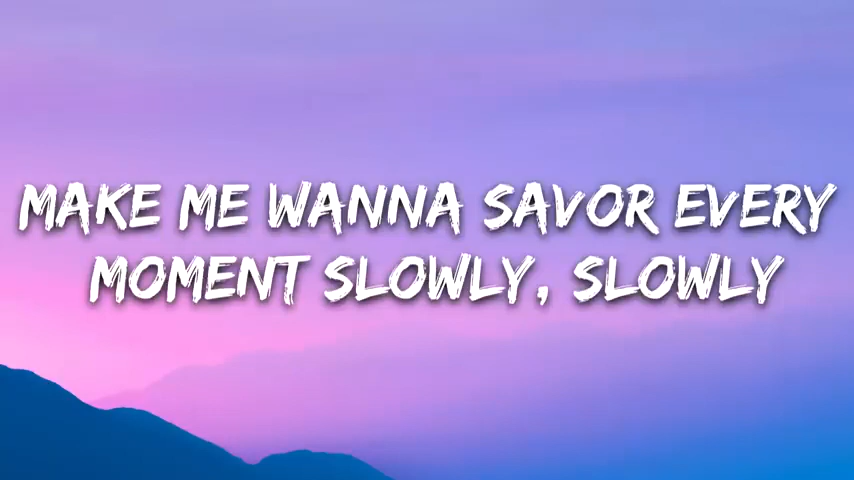 MAKE ME WANNA SAVOR EVERY
MOMENT SLOWLY, SLOWLY